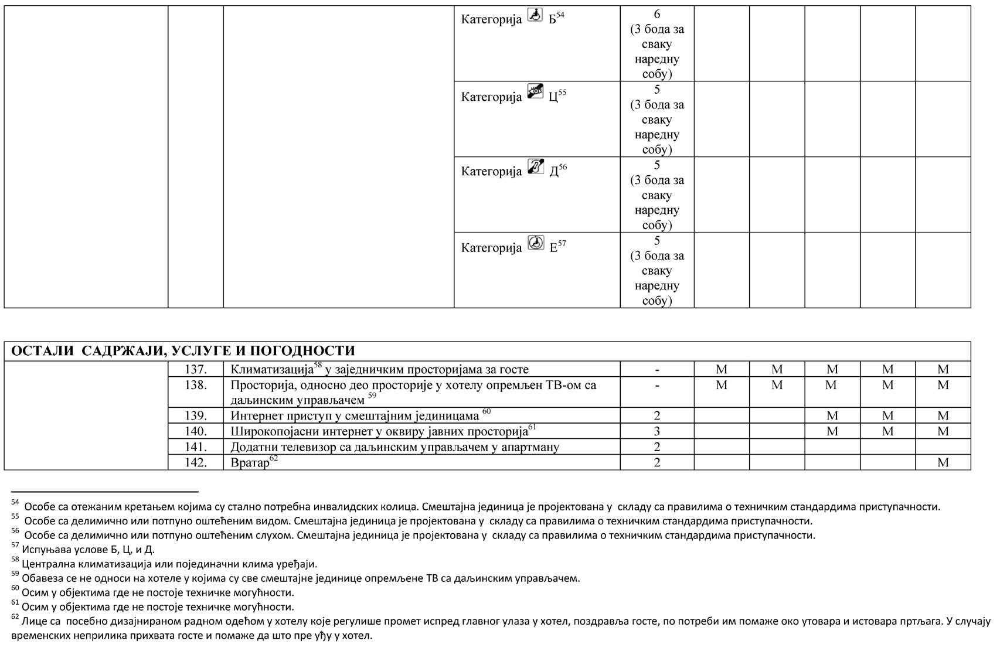 Категорија Б54
6
(3 бода за
сваку
наредну
собу)
Категорија Ц55
5
(3 бода за
сваку
наредну
собу)
Категорија Д56
5
(3 бода за
сваку
наредну
собу)
Категорија Е57
5
(3 бода за
сваку
наредну
собу)
ОСТАЛИ САДРЖАЈИ, УСЛУГЕ И ПОГОДНОСТИ
137. Климатизација58 у заједничким просторијама за госте - М М М М М
138. Просторија, односно део просторије у хотелу опремљен ТВ-ом са - М М М М М
даљинским управљачем 59
139. Интернет приступ у смештајним јединицама 60 2 М М М
140. Широкопојасни интернет у оквиру јавних просторија61 3 М М М
141. Додатни телевизор са даљинским управљачем у апартману 2
142. Вратар62 2 М
54 Особе са отежаним кретањем којима су стално потребна инвалидских колица. Смештајна јединица је пројектована у складу са правилима о техничким стандардима приступачности.
55 Особе са делимично или потпуно оштећеним видом. Смештајна јединица је пројектована у складу са правилима о техничким стандардима приступачности.
56 Особе са делимично или потпуно оштећеним слухом. Смештајна јединица је пројектована у складу са правилима о техничким стандардима приступачности.
57 Испуњава услове Б, Ц, и Д.
58 Централна климатизација или појединачни клима уређаји.
59 Обавеза се не односи на хотеле у којима су све смештајне јединице опремљене ТВ са даљинским управљачем.
60 Осим у објектима где не постоје техничке могућности.
61 Осим у објектима где не постоје техничке могућности.
62 Лице са посебно дизајнираном радном одећом у хотелу које регулише промет испред главног улаза у хотел, поздравља госте, по потреби им помаже око утовара и истовара пртљага. У случају
временских неприлика прихвата госте и помаже да што пре уђу у хотел.